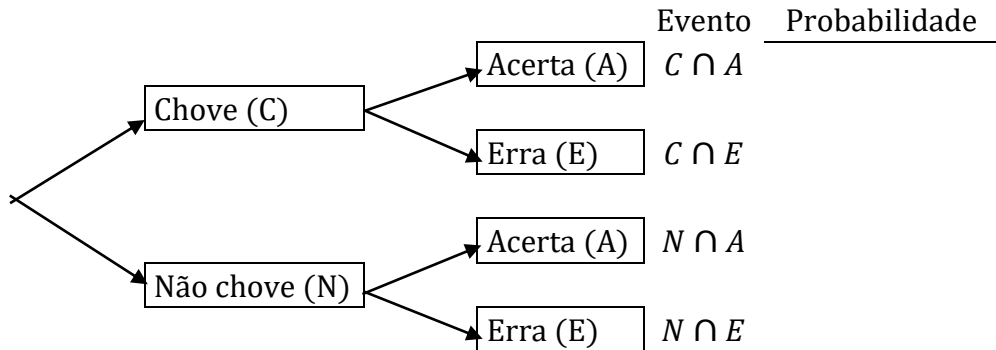 Evento Probabilidade
Acerta (A) C ∩ A
Chove (C)
Erra (E) C ∩ E
Acerta (A) N ∩ A
Não chove (N)
Erra (E) N ∩ E